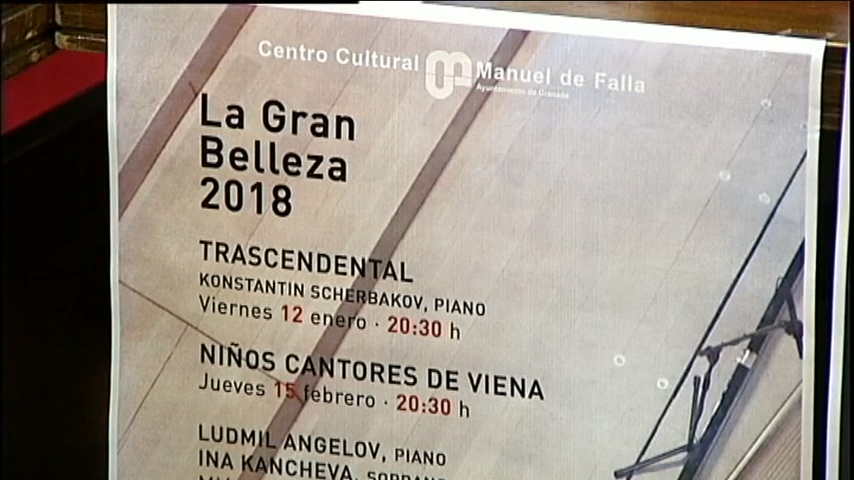 Centro Cultural Manuel de Falla
Ayuntamiento de Granada
La Gran
Belleza
2018
TRASCENDENTAL
KONSTANTIN SCHERBAKOV, PIANO
Viernes 12 enero · 20:30 h
NIÑOS CANTORES DE VIENA
Jueves 15 febrero · 20:30 h
LUDMIL ANGELOV, PIANO
INA KANCHEVA, SOPRANO